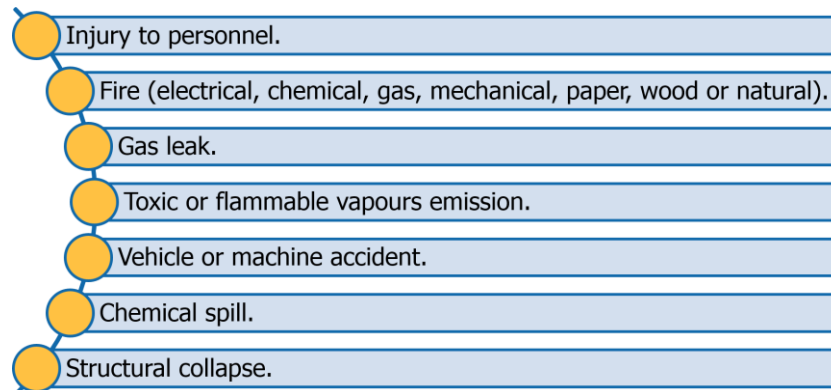 Injury to personnel.
Fire (electrical, chemical, gas, mechanical, paper, wood or natural).
Gas leak.
Toxic or flammable vapours emission.
Vehicle or machine accident.
Chemical spill.
Structural collapse.